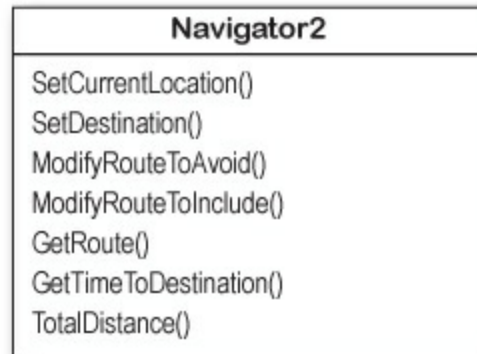 Navigator2
SetCurrentLocation()
SetDestination()
ModifyRouteToAvoid()
ModifyRouteToInclude()
GetRoute()
GetTimeToDestination()
TotalDistance()